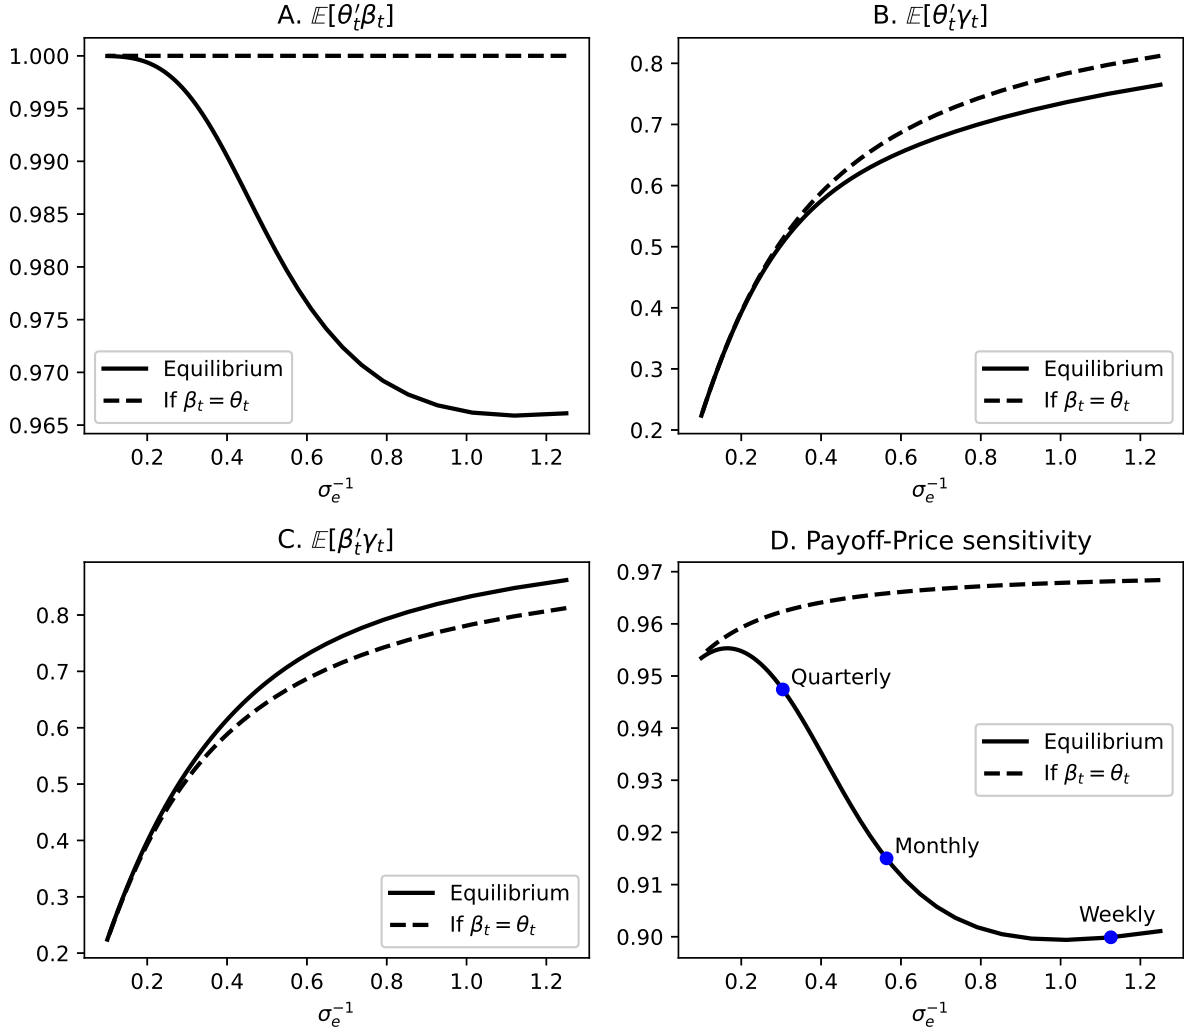 A. 𝔼[θ′ₜβₜ]
1.000
0.995
0.990
0.985
0.980
0.975
0.970
0.965
Equilibrium
If βₜ = θₜ
0.2 0.4 0.6 0.8 1.0 1.2
σₑ⁻¹
B. 𝔼[θ′ₜγₜ]
0.8
0.7
0.6
0.5
0.4
0.3
0.2
Equilibrium
If βₜ = θₜ
0.2 0.4 0.6 0.8 1.0 1.2
σₑ⁻¹
C. 𝔼[β′ₜγₜ]
0.8
0.7
0.6
0.5
0.4
0.3
0.2
Equilibrium
If βₜ = θₜ
0.2 0.4 0.6 0.8 1.0 1.2
σₑ⁻¹
D. Payoff-Price sensitivity
0.97
0.96
0.95
0.94
0.93
0.92
0.91
0.90
Quarterly
Equilibrium
If βₜ = θₜ
Monthly
Weekly
0.2 0.4 0.6 0.8 1.0 1.2
σₑ⁻¹